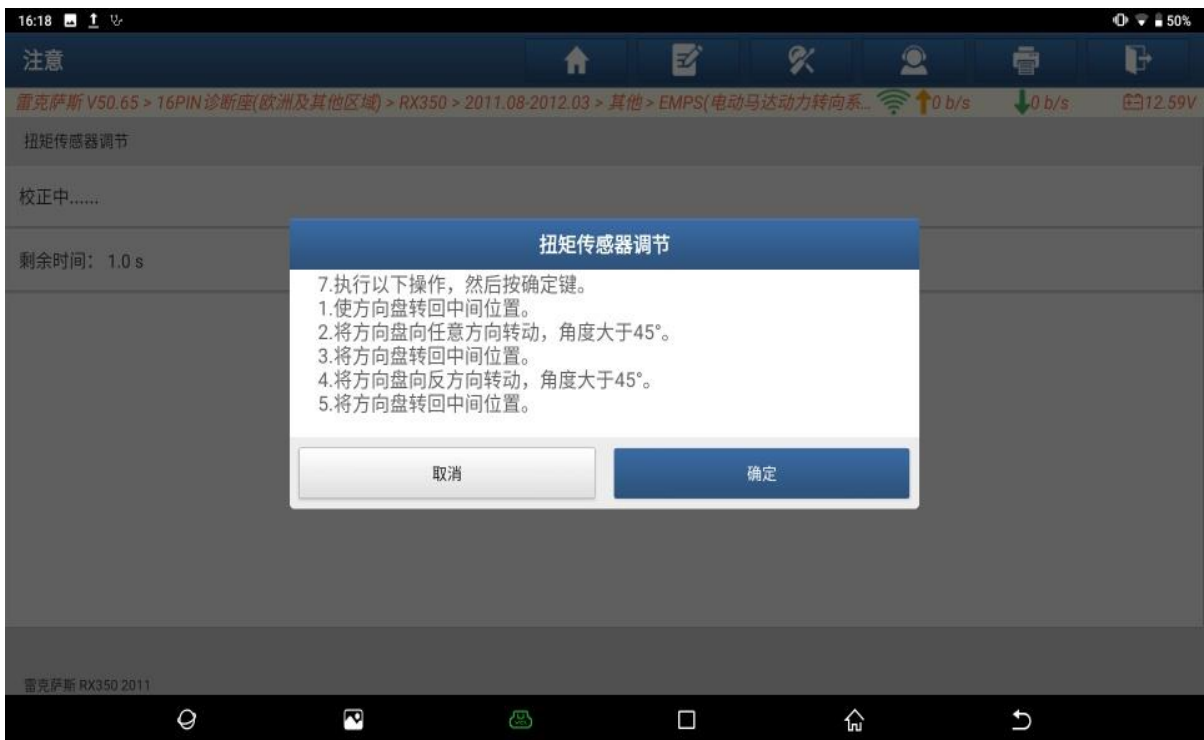 16:18
50%
注意
雷克萨斯 V50.65 > 16PIN诊断座(欧洲及其他区域) > RX350 > 2011.08-2012.03 > 其他 > EMPS(电动马达动力转向系...
0 b/s
0 b/s
12.59V
扭矩传感器调节
校正中......
剩余时间： 1.0 s
扭矩传感器调节
7.执行以下操作，然后按确定键。
1.使方向盘转回中间位置。
2.将方向盘向任意方向转动，角度大于45°。
3.将方向盘转回中间位置。
4.将方向盘向反方向转动，角度大于45°。
5.将方向盘转回中间位置。
取消
确定
雷克萨斯 RX350 2011